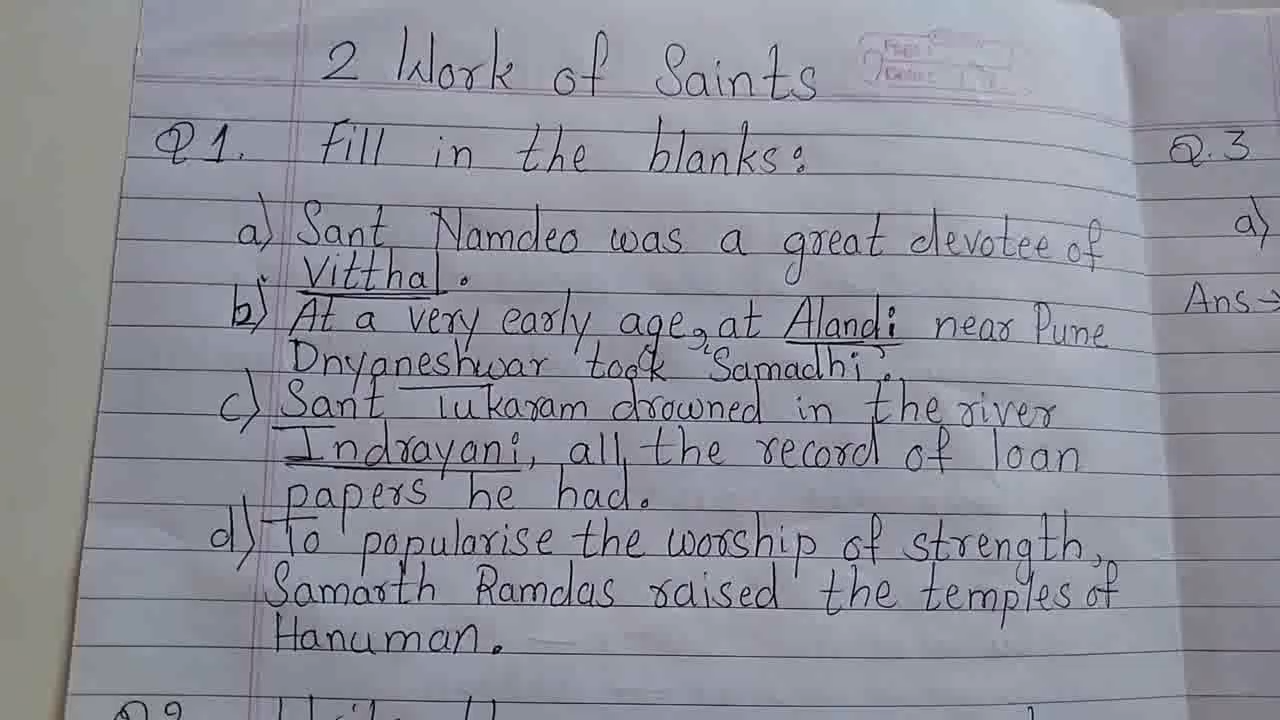 2 Work of Saints
Page:
Date:
Q1. Fill in the blanks:
a) Sant Namdeo was a great devotee of
Vitthal.
b) At a very early age, at Alandi near Pune
Dnyaneshwar took 'Samadhi'.
c) Sant Tukaram drowned in the river
Indrayani, all the record of loan
papers he had.
d) To popularise the worship of strength,
Samarth Ramdas raised the temples of
Hanuman.
Q.3
a)
Ans →